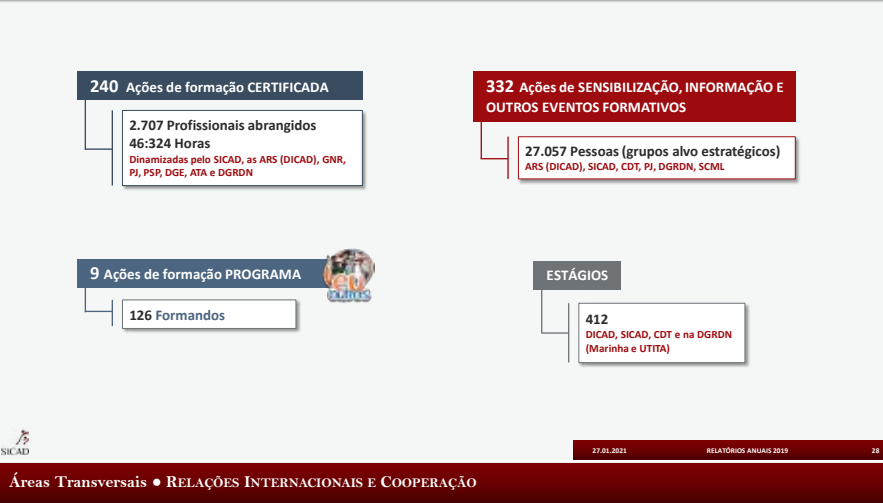 240 Ações de formação CERTIFICADA
2.707 Profissionais abrangidos
46:324 Horas
Dinamizadas pelo SICAD, as ARS (DICAD), GNR,
PJ, PSP, DGE, ATA e DGRDN
332 Ações de SENSIBILIZAÇÃO, INFORMAÇÃO E
OUTROS EVENTOS FORMATIVOS
27.057 Pessoas (grupos alvo estratégicos)
ARS (DICAD), SICAD, CDT, PJ, DGRDN, SCML
9 Ações de formação PROGRAMA
eu
outros
126 Formandos
ESTÁGIOS
412
DICAD, SICAD, CDT e na DGRDN
(Marinha e UTITA)
SICAD
27.01.2021 RELATÓRIOS ANUAIS 2019 28
Áreas Transversais ● RELAÇÕES INTERNACIONAIS E COOPERAÇÃO